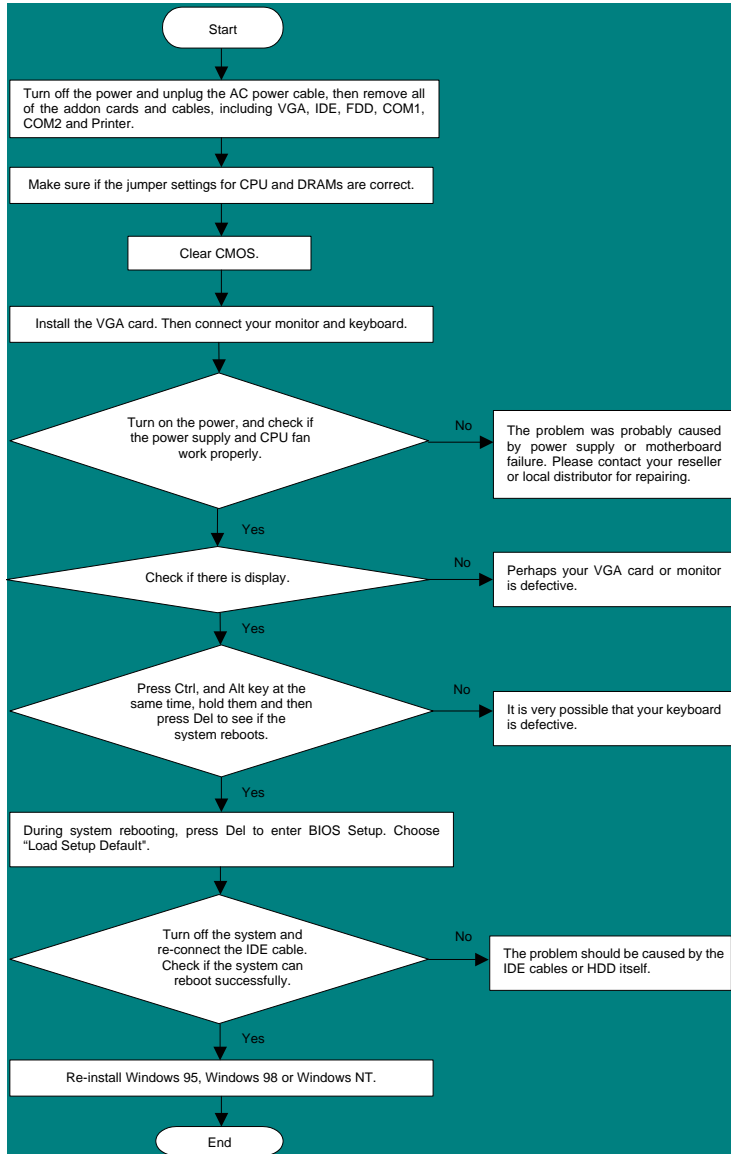 Start
Turn off the power and unplug the AC power cable, then remove all
of the addon cards and cables, including VGA, IDE, FDD, COM1,
COM2 and Printer.
Make sure if the jumper settings for CPU and DRAMs are correct.
Clear CMOS.
Install the VGA card. Then connect your monitor and keyboard.
Turn on the power, and check if
the power supply and CPU fan
work properly.
No
The problem was probably caused
by power supply or motherboard
failure. Please contact your reseller
or local distributor for repairing.
Yes
Check if there is display.
No
Perhaps your VGA card or monitor
is defective.
Yes
Press Ctrl, and Alt key at the
same time, hold them and then
press Del to see if the
system reboots.
No
It is very possible that your keyboard
is defective.
Yes
During system rebooting, press Del to enter BIOS Setup. Choose
“Load Setup Default”.
Turn off the system and
re-connect the IDE cable.
Check if the system can
reboot successfully.
No
The problem should be caused by the
IDE cables or HDD itself.
Yes
Re-install Windows 95, Windows 98 or Windows NT.
End